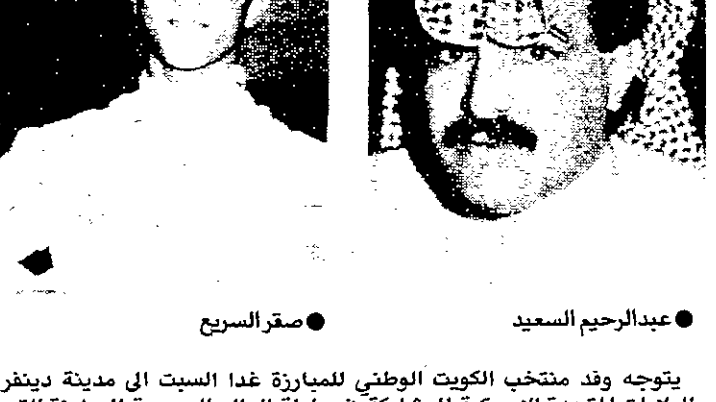 ● عبدالرحيم السعيد
● صقر السريع
يتوجه وفد منتخب الكويت الوطني للمبارزة غدا السبت الى مدينة دينفر